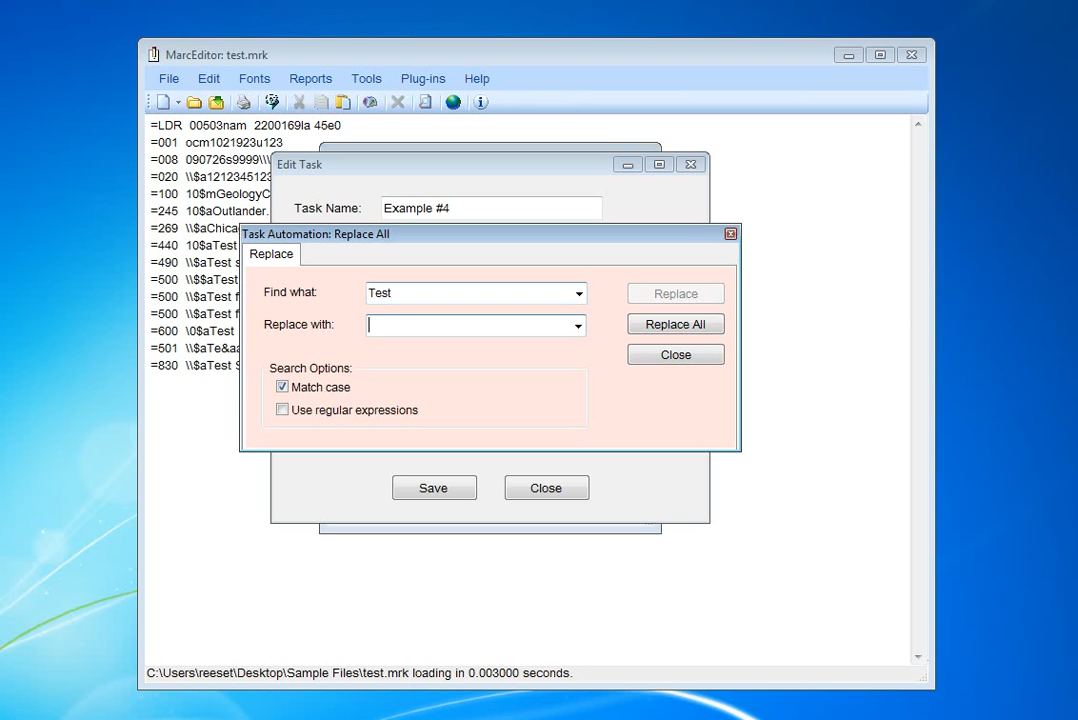 MarcEditor: test.mrk
File Edit Fonts Reports Tools Plug-ins Help
=LDR 00503nam 2200169Ia 45e0
=001 ocm1021923u123
=008 090726s9999\\\
=020 \\$a1212345123
=100 10$mGeologyC
=245 10$aOutlander.
=269 \\$aChica
=440 10$aTest
=490 \\$aTest s
=500 \\$$aTest
=500 \\$aTest f
=500 \\$aTest f
=600 \0$aTest
=501 \\$aTe&aa
=830 \\$aTest S
Edit Task
Task Name: Example #4
Task Automation: Replace All
Replace
Find what: Test
Replace
Replace with:
Replace All
Close
Search Options:
Match case
Use regular expressions
Save Close
C:\Users\reeset\Desktop\Sample Files\test.mrk loading in 0.003000 seconds.